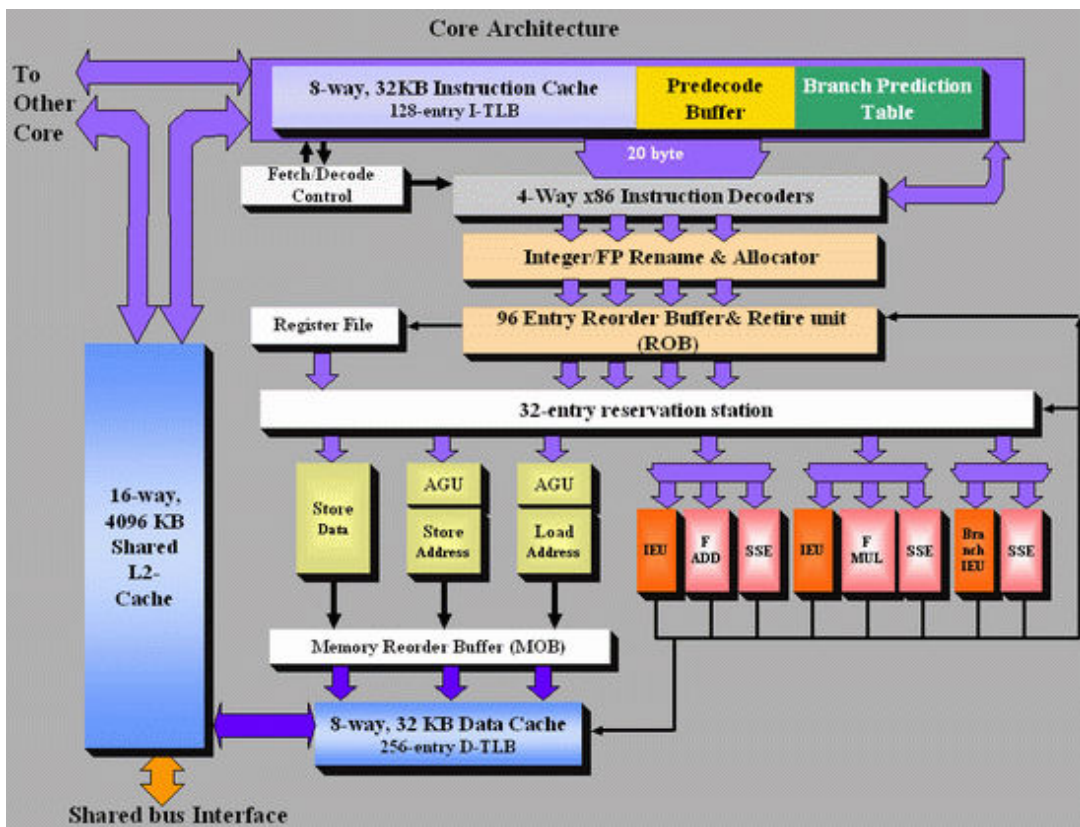 Core Architecture
To
Other
Core
8-way, 32KB Instruction Cache
128-entry I-TLB
Predecode
Buffer
Branch Prediction
Table
20 byte
Fetch/Decode
Control
4-Way x86 Instruction Decoders
Integer/FP Rename & Allocator
Register File
96 Entry Reorder Buffer& Retire unit
(ROB)
32-entry reservation station
16-way,
4096 KB
Shared
L2-
Cache
Store
Data
AGU
Store
Address
AGU
Load
Address
IEU
F
ADD
SSE
IEU
F
MUL
SSE
Bra
nch
IEU
SSE
Memory Reorder Buffer (MOB)
8-way, 32 KB Data Cache
256-entry D-TLB
Shared bus Interface